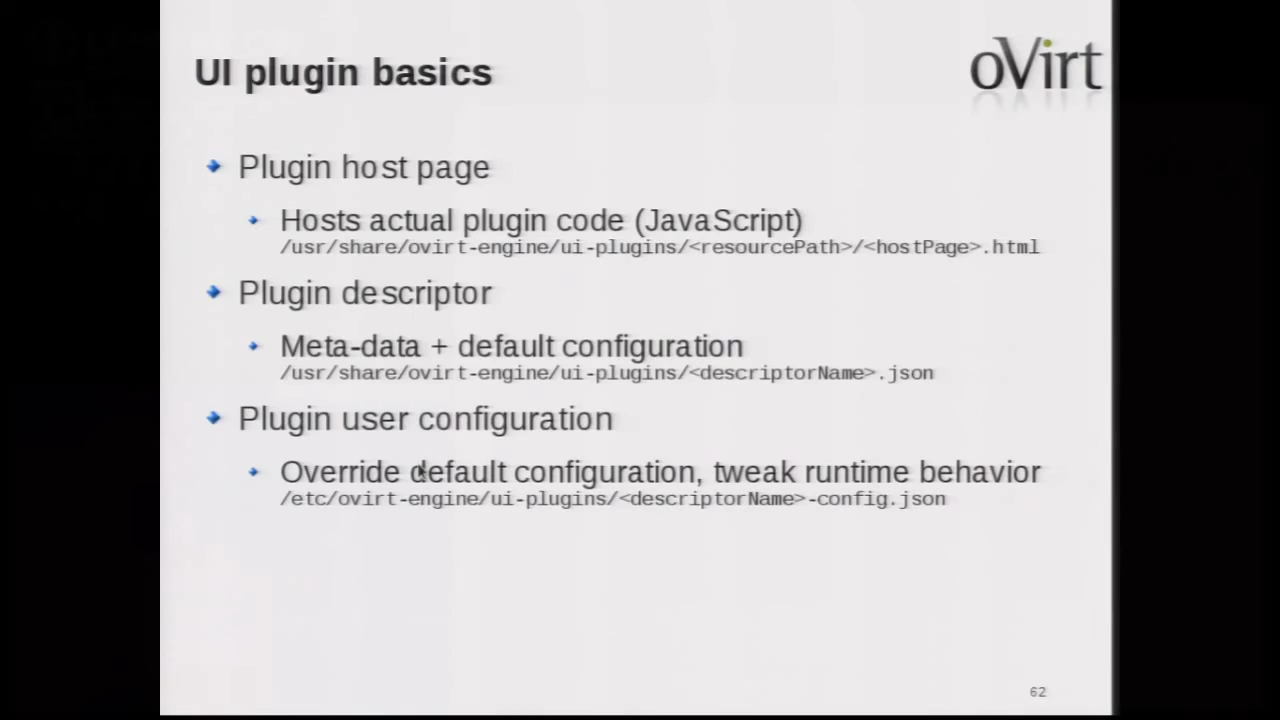 UI plugin basics
oVirt
Plugin host page
Hosts actual plugin code (JavaScript)
/usr/share/ovirt-engine/ui-plugins/<resourcePath>/<hostPage>.html
Plugin descriptor
Meta-data + default configuration
/usr/share/ovirt-engine/ui-plugins/<descriptorName>.json
Plugin user configuration
Override default configuration, tweak runtime behavior
/etc/ovirt-engine/ui-plugins/<descriptorName>-config.json
62